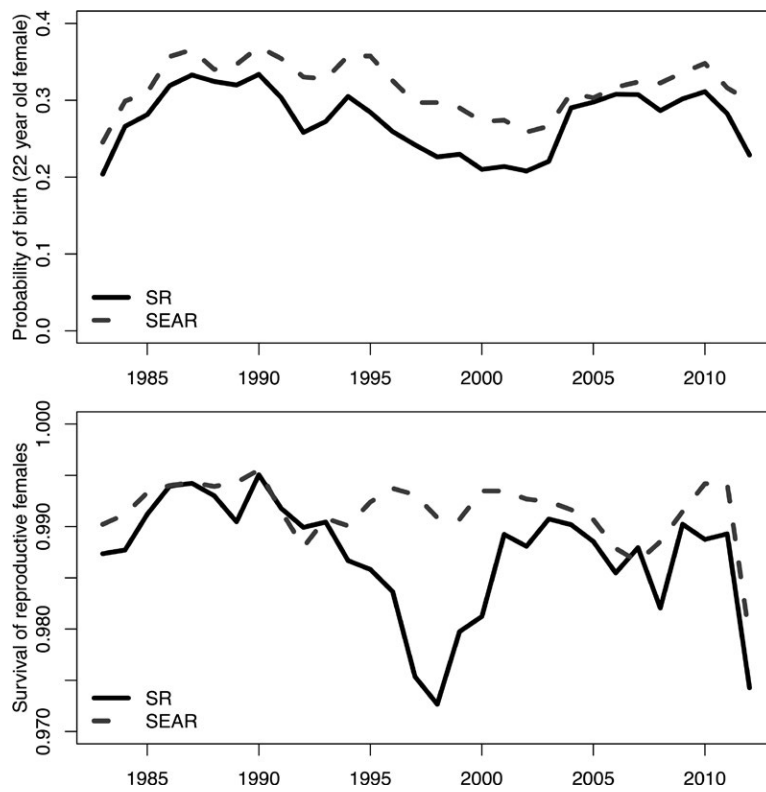 Probability of birth (22 year old female)
0.4
0.3
0.2
0.1
0.0
SR
SEAR
1985 1990 1995 2000 2005 2010
Survival of reproductive females
1.000
0.990
0.980
0.970
SR
SEAR
1985 1990 1995 2000 2005 2010